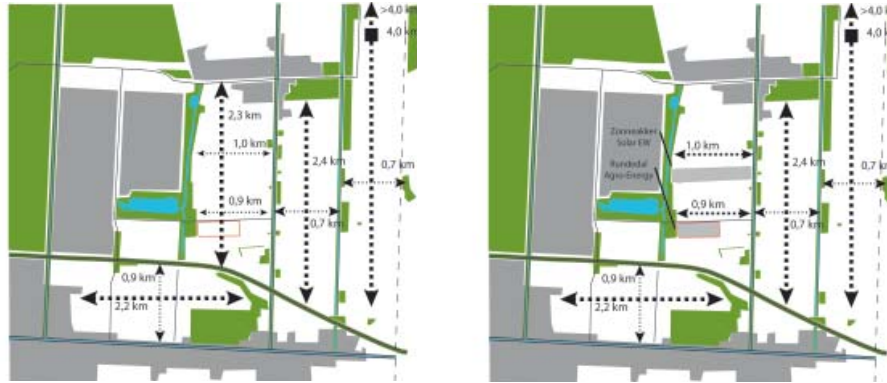 >4,0 km
4,0 km
2,3 km
1,0 km
2,4 km
0,7 km
0,9 km
0,7 km
0,9 km
2,2 km
>4,0 km
4,0 km
Zonneakker
Solar EW
1,0 km
Rundedal
Agro-Energy
2,4 km
0,7 km
0,9 km
0,7 km
0,9 km
2,2 km